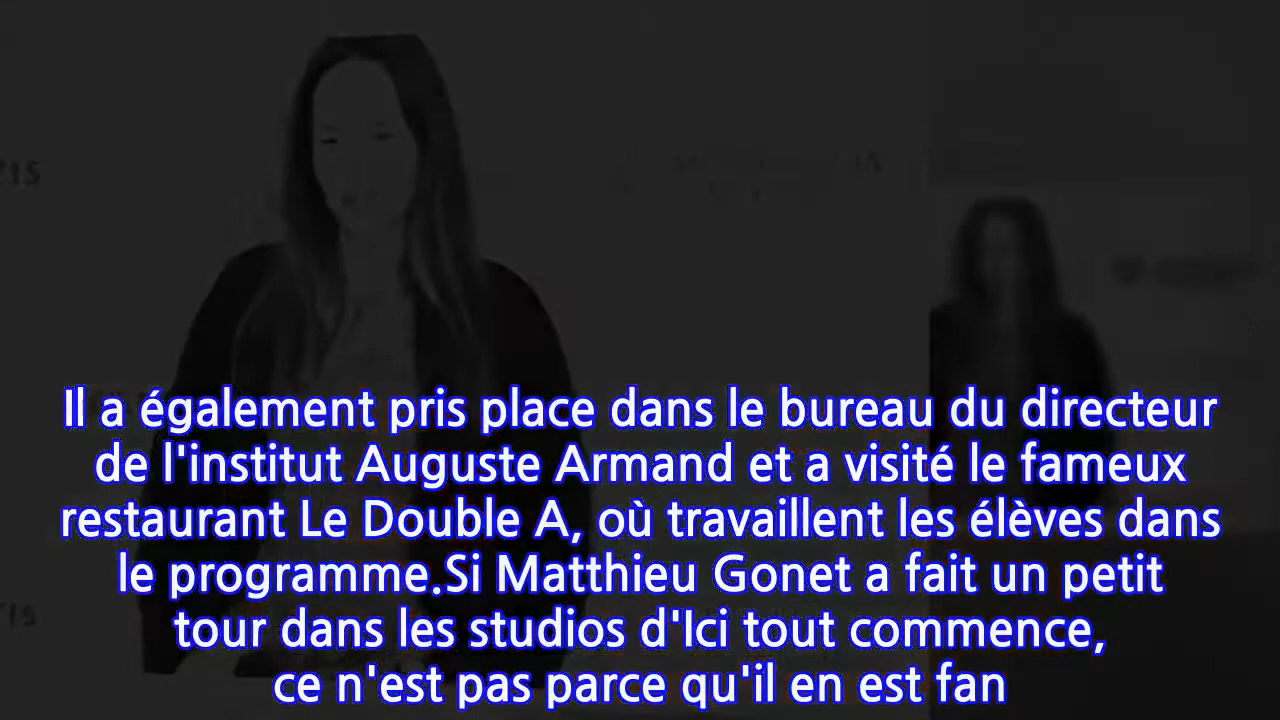 Il a également pris place dans le bureau du directeur
de l'institut Auguste Armand et a visité le fameux
restaurant Le Double A, où travaillent les élèves dans
le programme.Si Matthieu Gonet a fait un petit
tour dans les studios d'Ici tout commence,
ce n'est pas parce qu'il en est fan